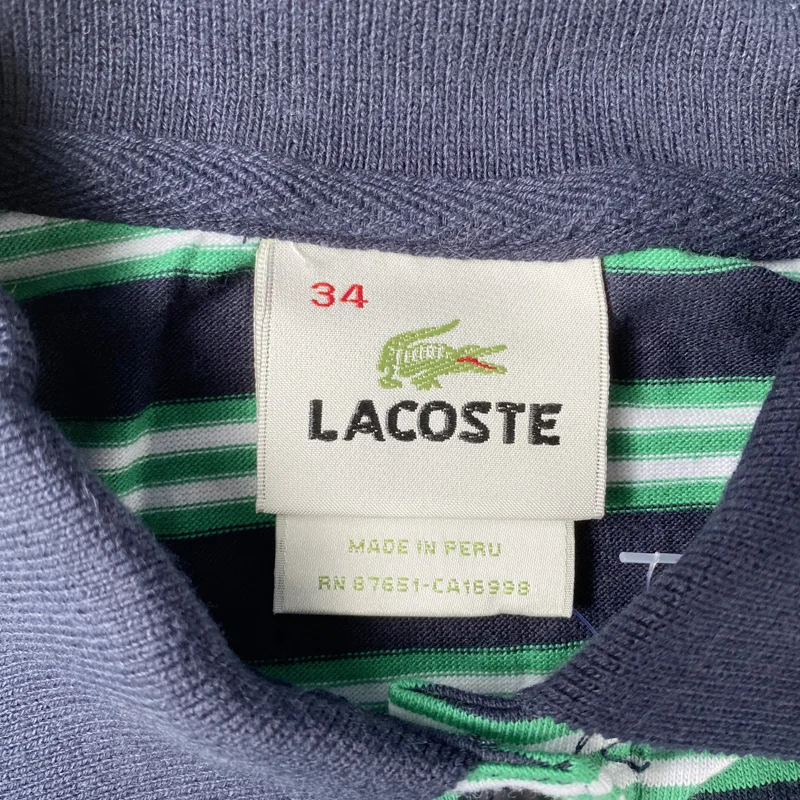 34
LACOSTE
MADE IN PERU
RN 87651-CA16998